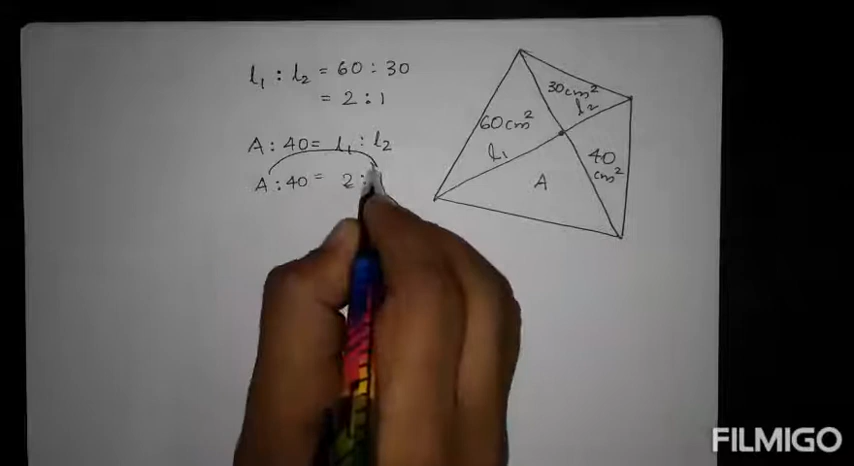 l₁ : l₂ = 60 : 30
= 2 : 1
A : 40 = l₁ : l₂
A : 40 = 2 :
30cm²
l₂
60cm²
l₁
40
cm²
A
FILMIGO